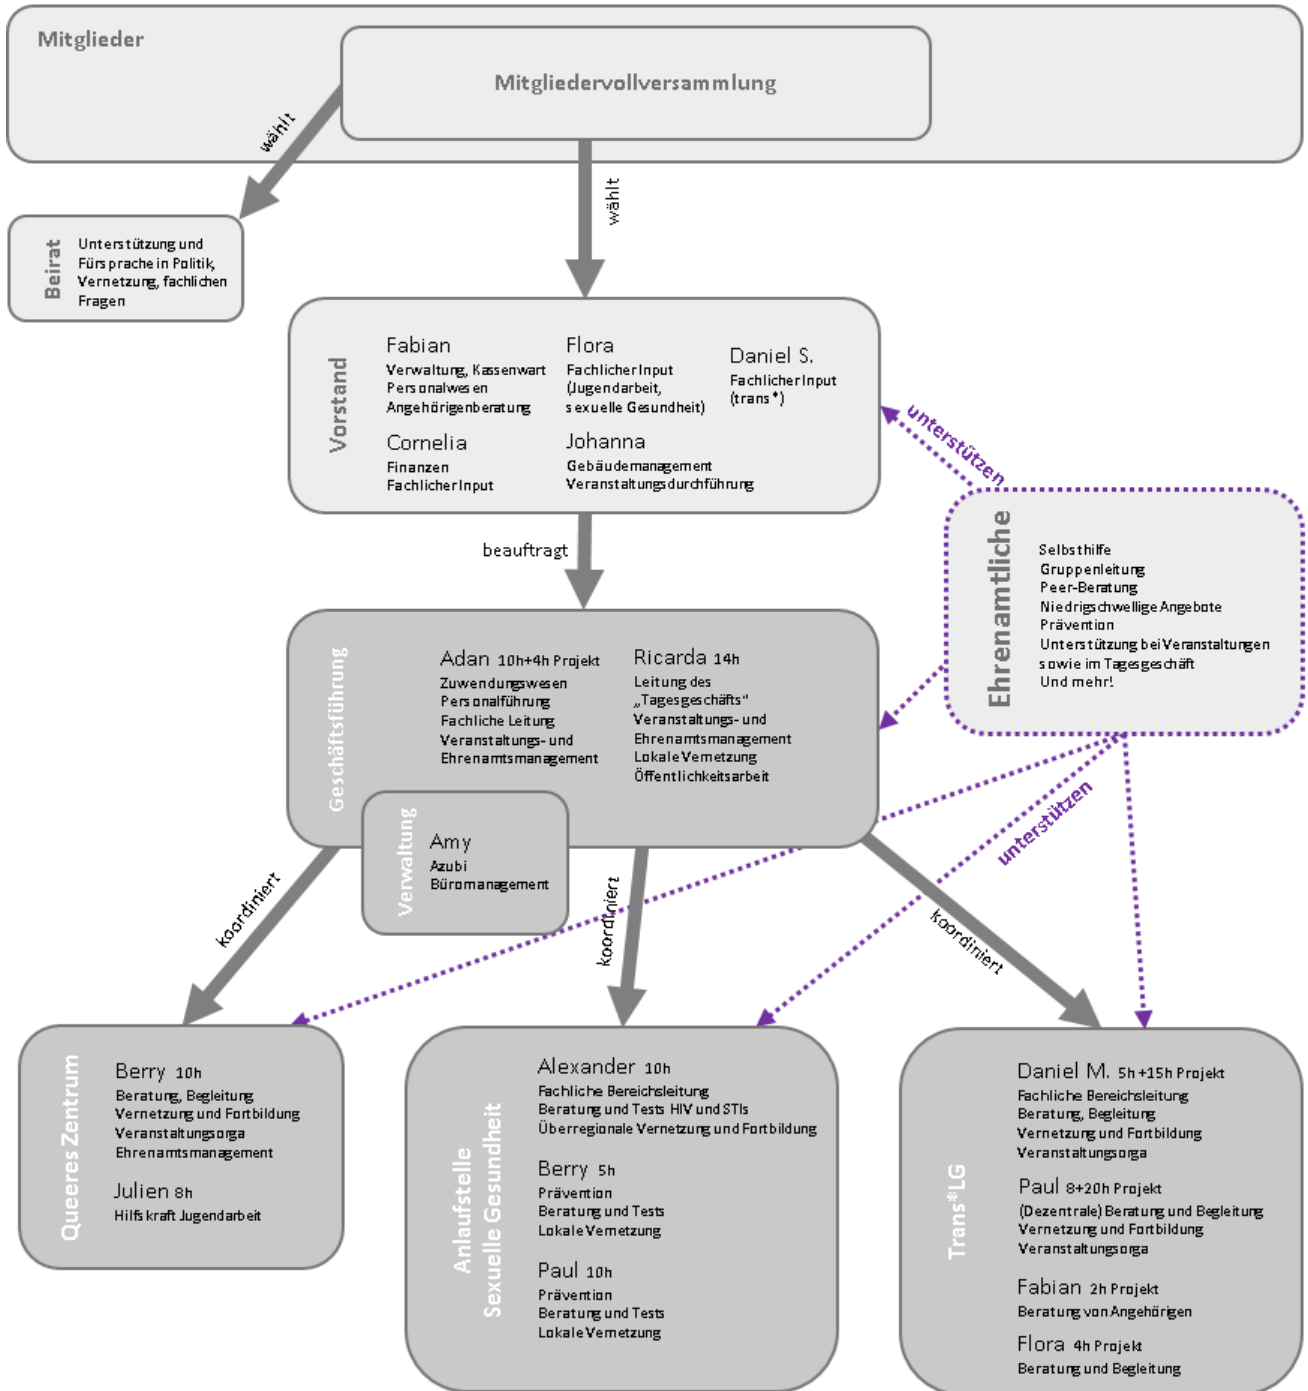 Mitglieder
Mitgliedervollversammlung
wählt
wählt
Beirat
Unterstützung und
Fürsprache in Politik,
Vernetzung, fachlichen
Fragen
Vorstand
Fabian
Verwaltung, Kassenwart
Personalwesen
Angehörigenberatung
Flora
Fachlicher Input
(Jugendarbeit,
sexuelle Gesundheit)
Daniel S.
Fachlicher Input
(trans*)
Cornelia
Finanzen
Fachlicher Input
Johanna
Gebäudemanagement
Veranstaltungsdurchführung
unterstützen
Ehrenamtliche
Selbsthilfe
Gruppenleitung
Peer-Beratung
Niedrigschwellige Angebote
Prävention
Unterstützung bei Veranstaltungen
sowie im Tagesgeschäft
Und mehr!
beauftragt
Geschäftsführung
Adan 10h+4h Projekt
Zuwendungswesen
Personalführung
Fachliche Leitung
Veranstaltungs- und
Ehrenamtsmanagement
Ricarda 14h
Leitung des
„Tagesgeschäfts“
Veranstaltungs- und
Ehrenamtsmanagement
Lokale Vernetzung
Öffentlichkeitsarbeit
Verwaltung
Amy
Azubi
Büromanagement
unterstützen
koordiniert
koordiniert
koordiniert
Queeres Zentrum
Berry 10h
Beratung, Begleitung
Vernetzung und Fortbildung
Veranstaltungsorga
Ehrenamtsmanagement
Julien 8h
Hilfskraft Jugendarbeit
Anlaufstelle
Sexuelle Gesundheit
Alexander 10h
Fachliche Bereichsleitung
Beratung und Tests HIV und STIs
Überregionale Vernetzung und Fortbildung
Berry 5h
Prävention
Beratung und Tests
Lokale Vernetzung
Paul 10h
Prävention
Beratung und Tests
Lokale Vernetzung
Trans*LG
Daniel M. 5h +15h Projekt
Fachliche Bereichsleitung
Beratung, Begleitung
Vernetzung und Fortbildung
Veranstaltungsorga
Paul 8+20h Projekt
(Dezentrale) Beratung und Begleitung
Vernetzung und Fortbildung
Veranstaltungsorga
Fabian 2h Projekt
Beratung von Angehörigen
Flora 4h Projekt
Beratung und Begleitung